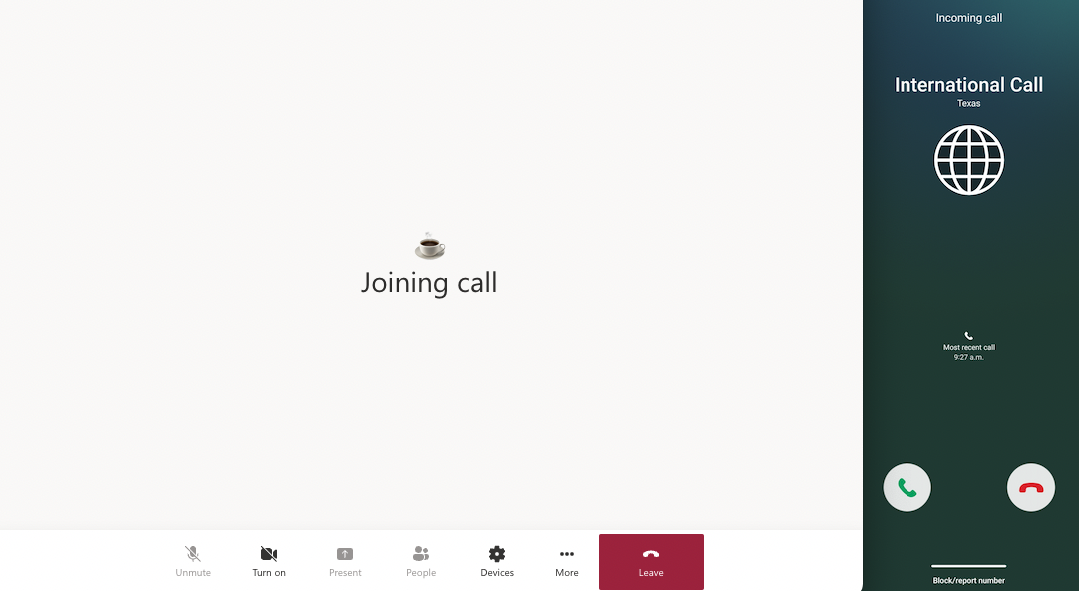 Joining call
Unmute
Turn on
Present
People
Devices
More
Leave
Incoming call
International Call
Texas
Most recent call
9:27 a.m.
Block/report number